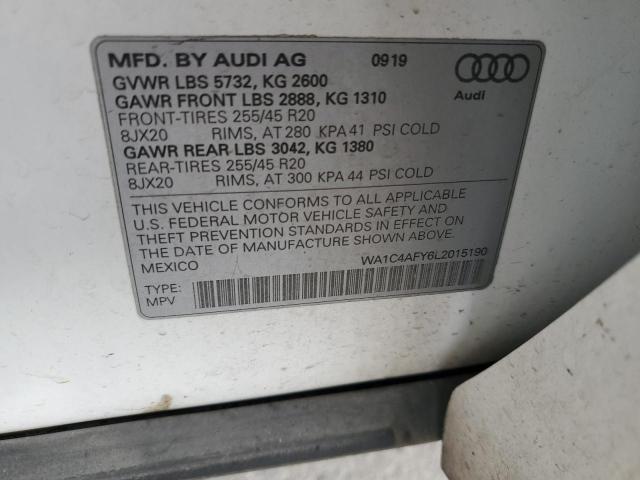 MFD. BY AUDI AG 0919
GVWR LBS 5732, KG 2600
GAWR FRONT LBS 2888, KG 1310
Audi
FRONT-TIRES 255/45 R20
8JX20 RIMS, AT 280 KPA 41 PSI COLD
GAWR REAR LBS 3042, KG 1380
REAR-TIRES 255/45 R20
8JX20 RIMS, AT 300 KPA 44 PSI COLD
THIS VEHICLE CONFORMS TO ALL APPLICABLE
U.S. FEDERAL MOTOR VEHICLE SAFETY AND
THEFT PREVENTION STANDARDS IN EFFECT ON
THE DATE OF MANUFACTURE SHOWN ABOVE.
MEXICO WA1C4AFY6L2015190
TYPE:
MPV